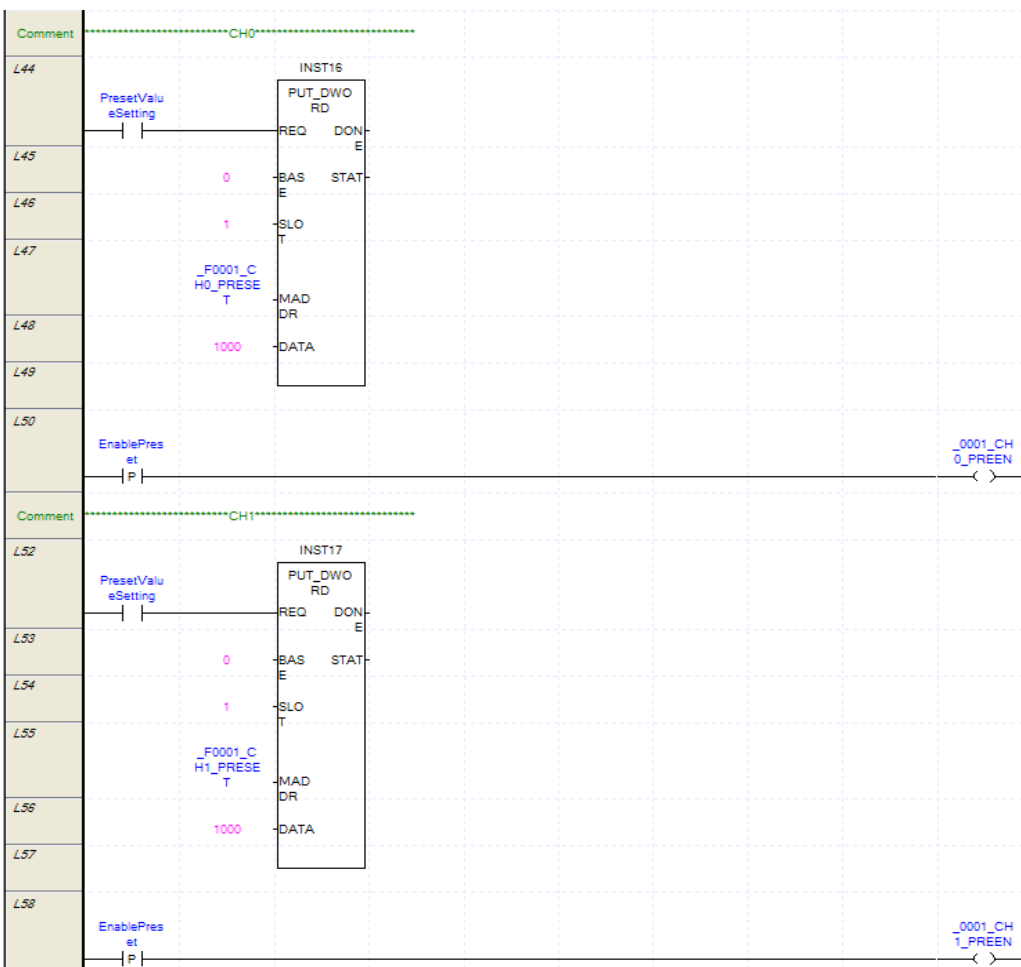 Comment **************************CH0*****************************
L44
INST16
PUT_DWO
RD
PresetValu
eSetting
REQ DON
E
L45
0 BAS STAT
E
L46
1 SLO
T
L47
_F0001_C
H0_PRESE
T MAD
DR
L48
1000 DATA
L49
L50
EnablePres
et
P
_0001_CH
0_PREEN
Comment **************************CH1*****************************
L52
INST17
PUT_DWO
RD
PresetValu
eSetting
REQ DON
E
L53
0 BAS STAT
E
L54
1 SLO
T
L55
_F0001_C
H1_PRESE
T MAD
DR
L56
1000 DATA
L57
L58
EnablePres
et
P
_0001_CH
1_PREEN